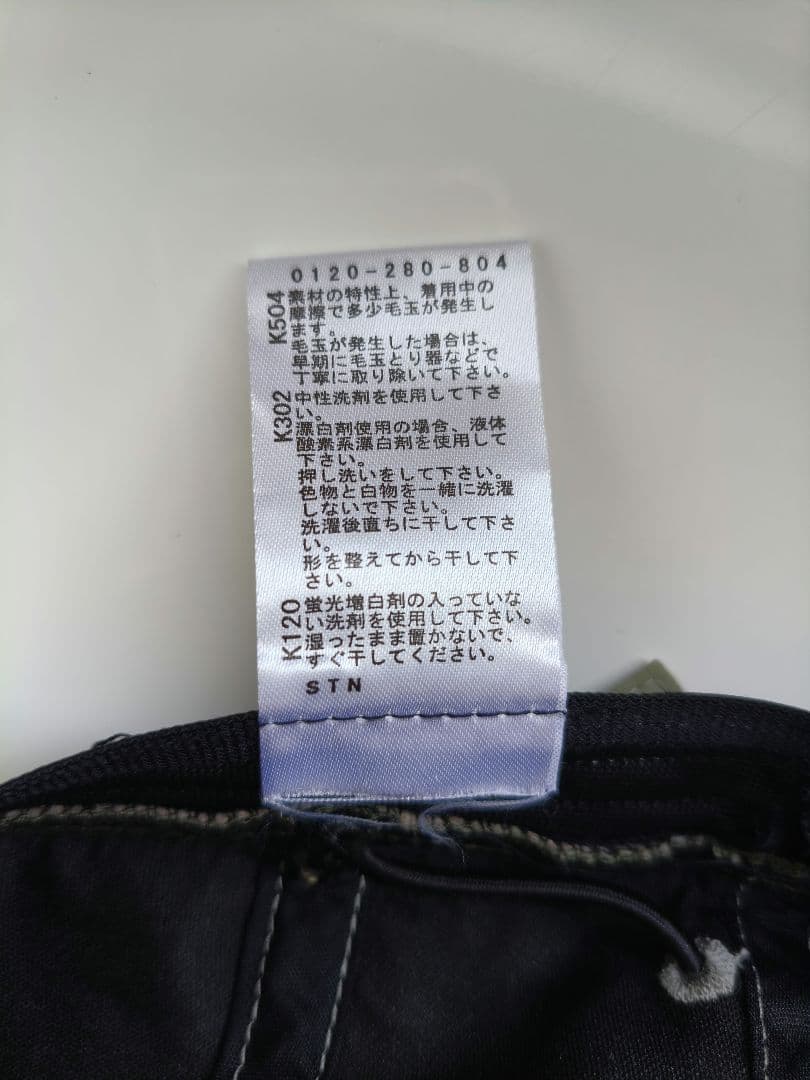 0120-280-804
K504 素材の特性上、着用中の
摩擦で多少毛玉が発生し
ます。
毛玉が発生した場合は、
早期に毛玉とり器などで
丁寧に取り除いて下さい。
K302 中性洗剤を使用して下さ
い。
漂白剤使用の場合、液体
酸素系漂白剤を使用して
下さい。
押し洗いをして下さい。
色物と白物を一緒に洗濯
しないで下さい。
洗濯後直ちに干して下さ
い。
形を整えてから干して下
さい。
K120 蛍光増白剤の入っていな
い洗剤を使用して下さい。
湿ったまま置かないで、
すぐ干してください。
STN